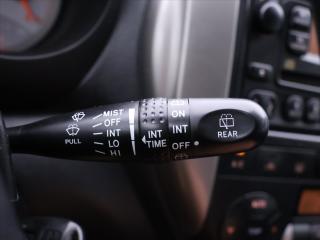 MIST
OFF
INT
LO
HI
PULL
INT
TIME
ON
INT
OFF
REAR